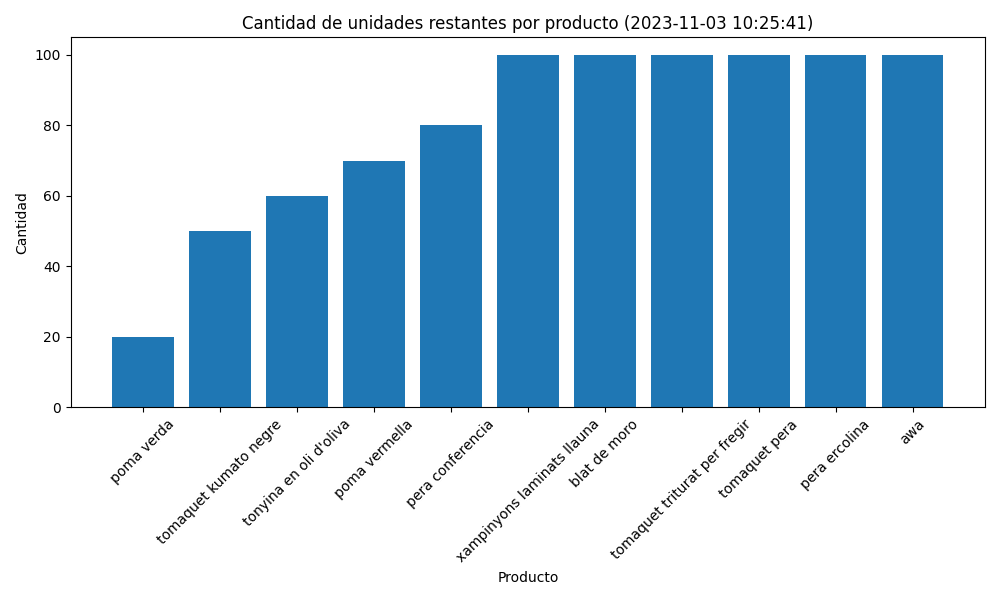 Cantidad de unidades restantes por producto (2023-11-03 10:25:41)
100
80
60
40
20
0
Cantidad
poma verda
tomaquet kumato negre
tonyina en oli d'oliva
poma vermella
pera conferencia
xampinyons laminats llauna
blat de moro
tomaquet triturat per fregir
tomaquet pera
pera ercolina
awa
Producto